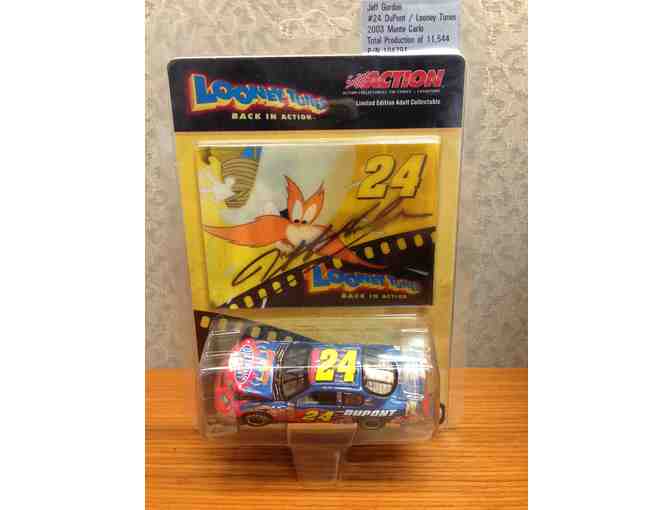 Jeff Gordon
#24 DuPont / Looney Tunes
2003 Monte Carlo
Total Production of 11,544
LOONEY TUNES
BACK IN ACTION
ACTION
Limited Edition Adult Collectable
24
LOONEY TUNES
BACK IN ACTION
24
24 DUPONT